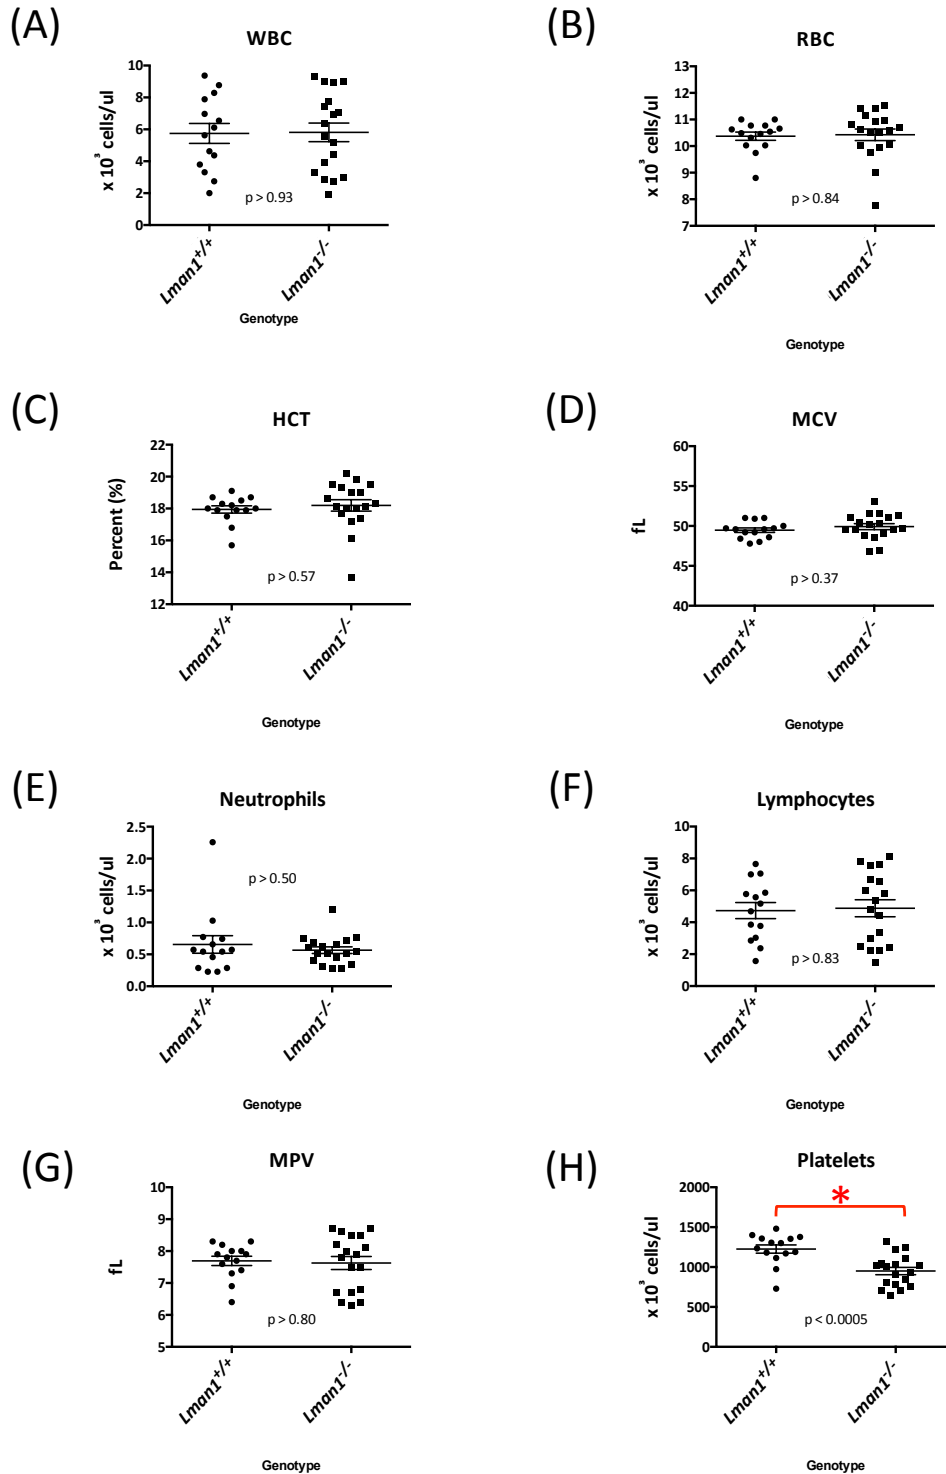 (A)
WBC
x 10³ cells/ul
10
8
6
4
2
0
p > 0.93
Lman1+/+
Lman1-/-
Genotype
(B)
RBC
x 10³ cells/ul
13
12
11
10
9
8
7
p > 0.84
Lman1+/+
Lman1-/-
Genotype
(C)
HCT
Percent (%)
22
20
18
16
14
12
p > 0.57
Lman1+/+
Lman1-/-
Genotype
(D)
MCV
fL
60
55
50
45
40
p > 0.37
Lman1+/+
Lman1-/-
Genotype
(E)
Neutrophils
x 10³ cells/ul
2.5
2.0
1.5
1.0
0.5
0.0
p > 0.50
Lman1+/+
Lman1-/-
Genotype
(F)
Lymphocytes
x 10³ cells/ul
10
8
6
4
2
0
p > 0.83
Lman1+/+
Lman1-/-
Genotype
(G)
MPV
fL
10
9
8
7
6
5
p > 0.80
Lman1+/+
Lman1-/-
Genotype
(H)
Platelets
x 10³ cells/ul
2000
1500
1000
500
0
*
p < 0.0005
Lman1+/+
Lman1-/-
Genotype